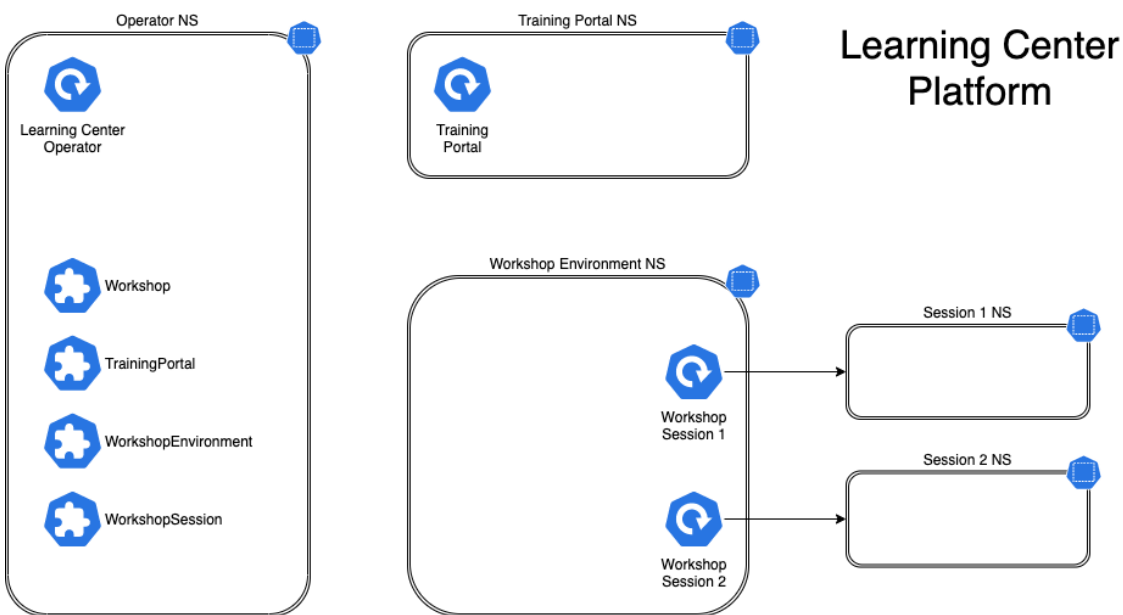 Operator NS
Training Portal NS
Learning Center
Platform
Learning Center
Operator
Training
Portal
Workshop
TrainingPortal
WorkshopEnvironment
WorkshopSession
Workshop Environment NS
Workshop
Session 1
Session 1 NS
Workshop
Session 2
Session 2 NS